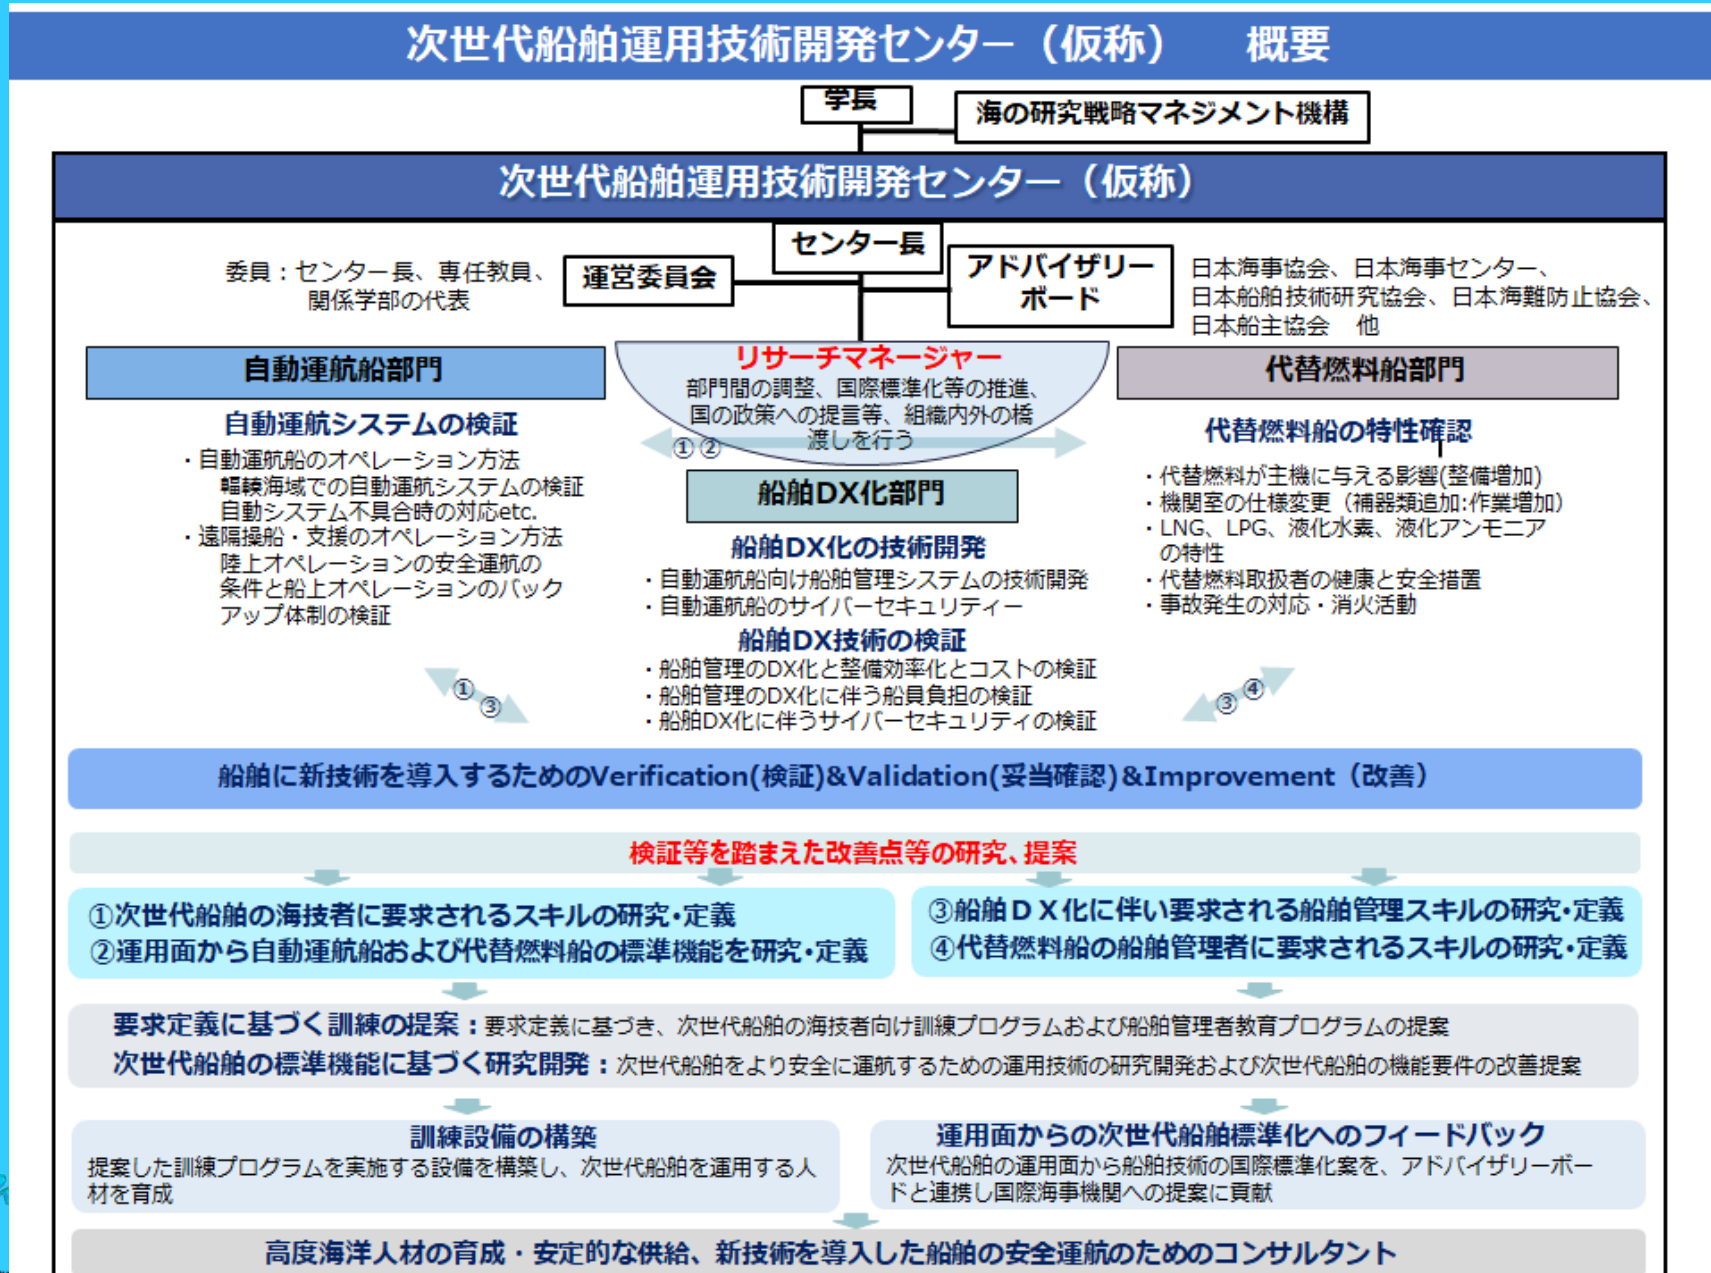 次世代船舶運用技術開発センター（仮称）　概要
学長
海の研究戦略マネジメント機構
次世代船舶運用技術開発センター（仮称）
センター長
委員：センター長、専任教員、
関係学部の代表
運営委員会
アドバイザリー
ボード
日本海事協会、日本海事センター、
日本船舶技術研究協会、日本海難防止協会、
日本船主協会　他
リサーチマネージャー
部門間の調整、国際標準化等の推進、
国の政策への提言等、組織内外の橋
渡しを行う
①②
自動運航船部門
自動運航システムの検証
・自動運航船のオペレーション方法
輻輳海域での自動運航システムの検証
自動システム不具合時の対応etc.
・遠隔操船・支援のオペレーション方法
陸上オペレーションの安全運航の
条件と船上オペレーションのバック
アップ体制の検証
①
③
船舶DX化部門
船舶DX化の技術開発
・自動運航船向け船舶管理システムの技術開発
・自動運航船のサイバーセキュリティー
船舶DX技術の検証
・船舶管理のDX化と整備効率化とコストの検証
・船舶管理のDX化に伴う船員負担の検証
・船舶DX化に伴うサイバーセキュリティの検証
代替燃料船部門
代替燃料船の特性確認
・代替燃料が主機に与える影響(整備増加)
・機関室の仕様変更（補器類追加:作業増加）
・LNG、LPG、液化水素、液化アンモニア
の特性
・代替燃料取扱者の健康と安全措置
・事故発生の対応・消火活動
③
④
船舶に新技術を導入するためのVerification(検証)&Validation(妥当確認)&Improvement（改善）
検証等を踏まえた改善点等の研究、提案
①次世代船舶の海技者に要求されるスキルの研究・定義
②運用面から自動運航船および代替燃料船の標準機能を研究・定義
③船舶ＤＸ化に伴い要求される船舶管理スキルの研究・定義
④代替燃料船の船舶管理者に要求されるスキルの研究・定義
要求定義に基づく訓練の提案：要求定義に基づき、次世代船舶の海技者向け訓練プログラムおよび船舶管理者教育プログラムの提案
次世代船舶の標準機能に基づく研究開発：次世代船舶をより安全に運航するための運用技術の研究開発および次世代船舶の機能要件の改善提案
訓練設備の構築
提案した訓練プログラムを実施する設備を構築し、次世代船舶を運用する人
材を育成
運用面からの次世代船舶標準化へのフィードバック
次世代船舶の運用面から船舶技術の国際標準化案を、アドバイザリーボー
ドと連携し国際海事機関への提案に貢献
高度海洋人材の育成・安定的な供給、新技術を導入した船舶の安全運航のためのコンサルタント